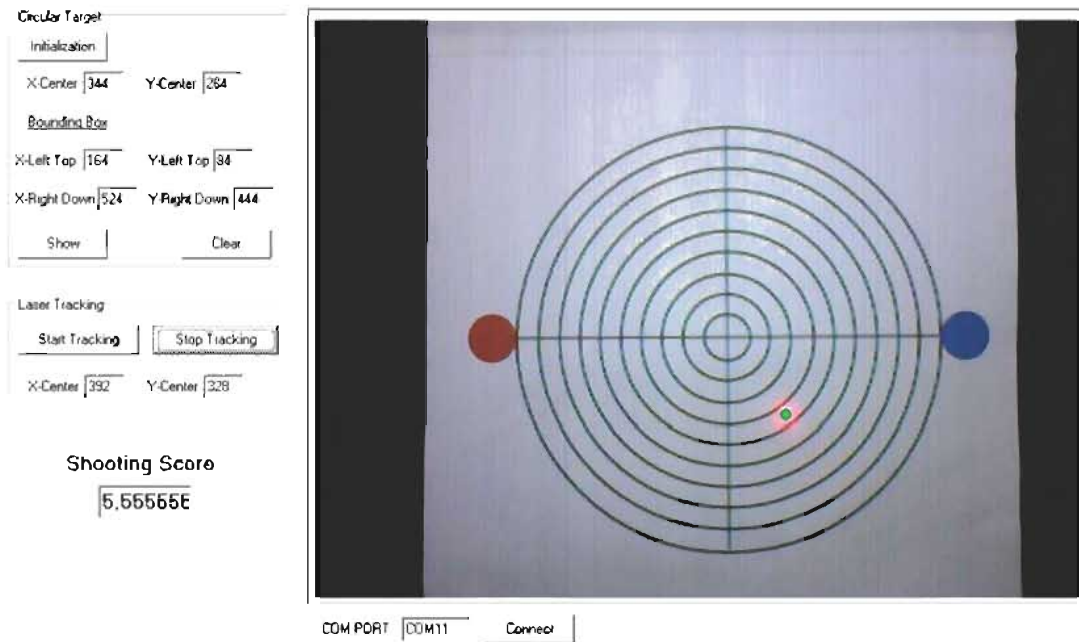 Circular Target
Initialization
X-Center 344 Y-Center 264
Bounding Box
X-Left Top 164 Y-Left Top 84
X-Right Down 524 Y-Right Down 444
Show Clear
Laser Tracking
Start Tracking Stop Tracking
X-Center 392 Y-Center 328
Shooting Score
COM PORT COM11 Connect